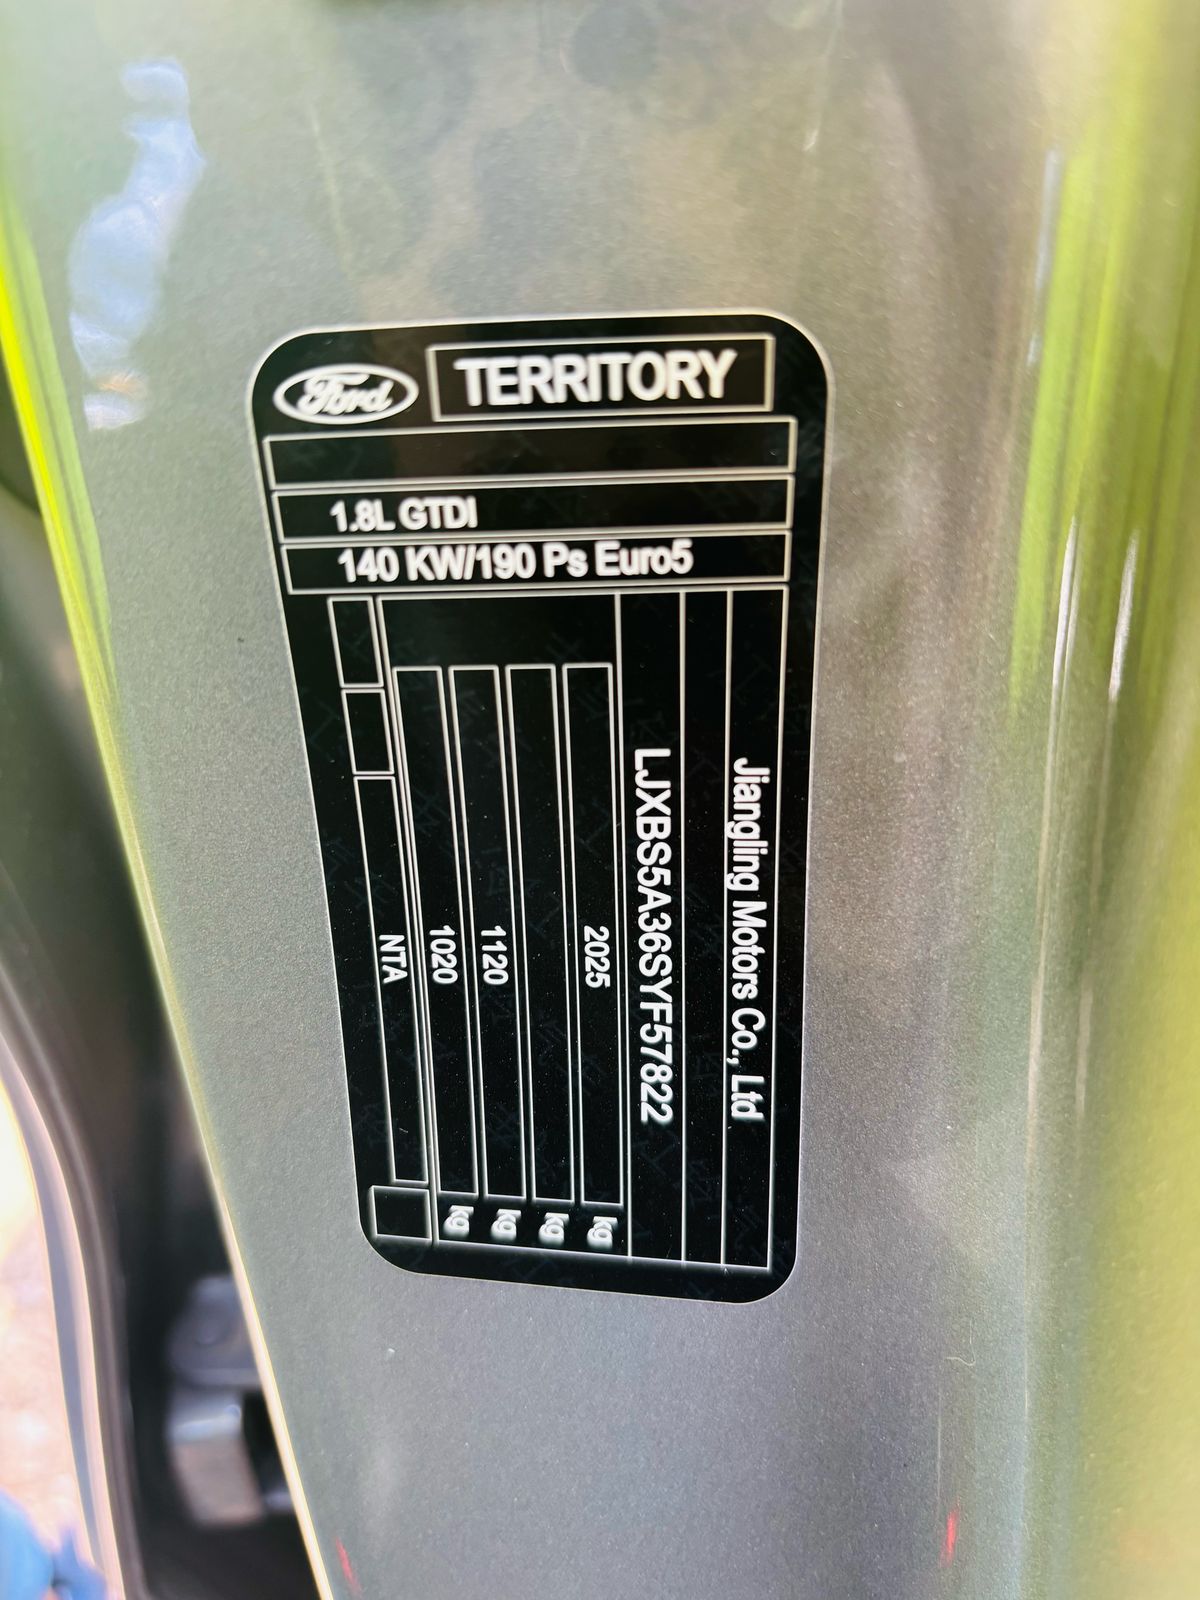 Ford
TERRITORY
1.8L GTDI
140 KW/190 Ps Euro5
Jiangling Motors Co., Ltd
LJXBS5A36SYF57822
2025 kg
kg
1120 kg
1020 kg
NTA